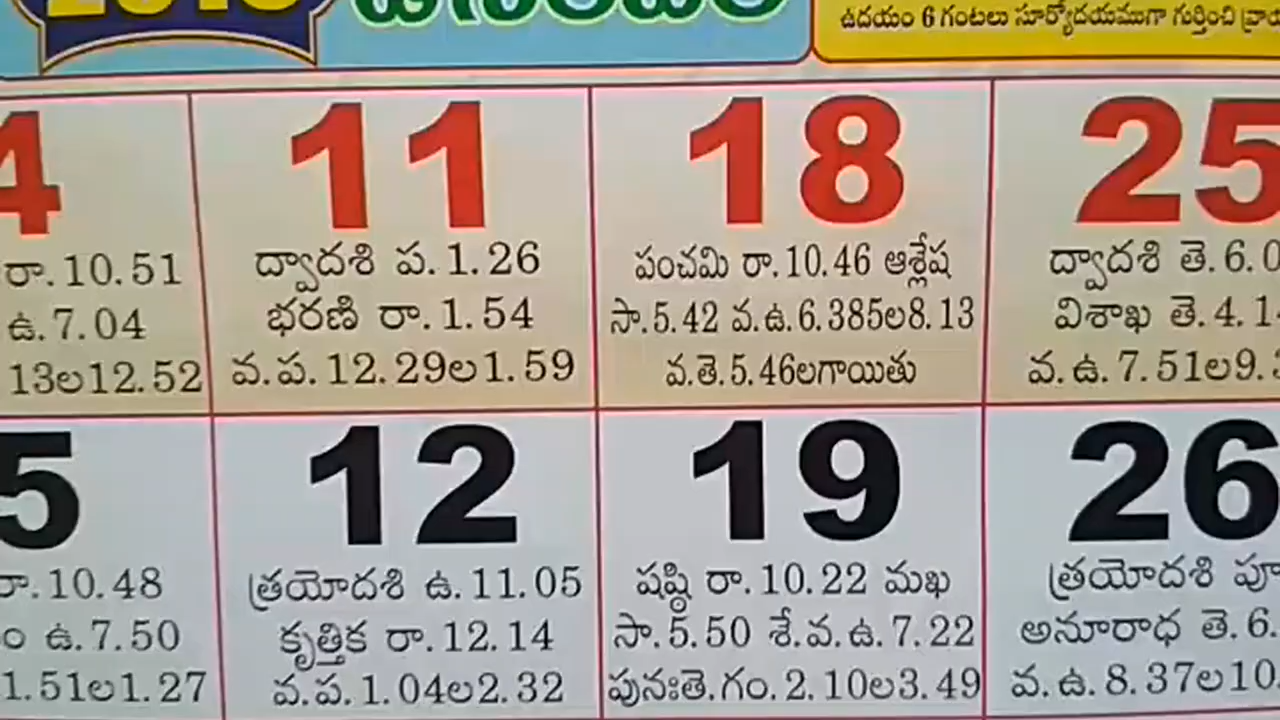 ఉదయం 6 గంటలు సూర్యోదయముగా గుర్తించి
4
రా.10.51
ఉ.7.04
13ల12.52
11
ద్వాదశి ప.1.26
భరణి రా.1.54
వ.ప.12.29ల1.59
18
పంచమి రా.10.46 ఆశ్లేష
సా.5.42 వ.ఉ.6.385ల8.13
వ.తె.5.46లగాయితు
25
ద్వాదశి తె.6.0
విశాఖ తె.4.1
వ.ఉ.7.51ల9.
5
రా.10.48
ఉ.7.50
1.51ల1.27
12
త్రయోదశి ఉ.11.05
కృత్తిక రా.12.14
వ.ప.1.04ల2.32
19
షష్ఠి రా.10.22 మఖ
సా.5.50 శే.వ.ఉ.7.22
పునఃతె.గం.2.10ల3.49
26
త్రయోదశి పూ
అనూరాధ తె.6.
వ.ఉ.8.37ల10